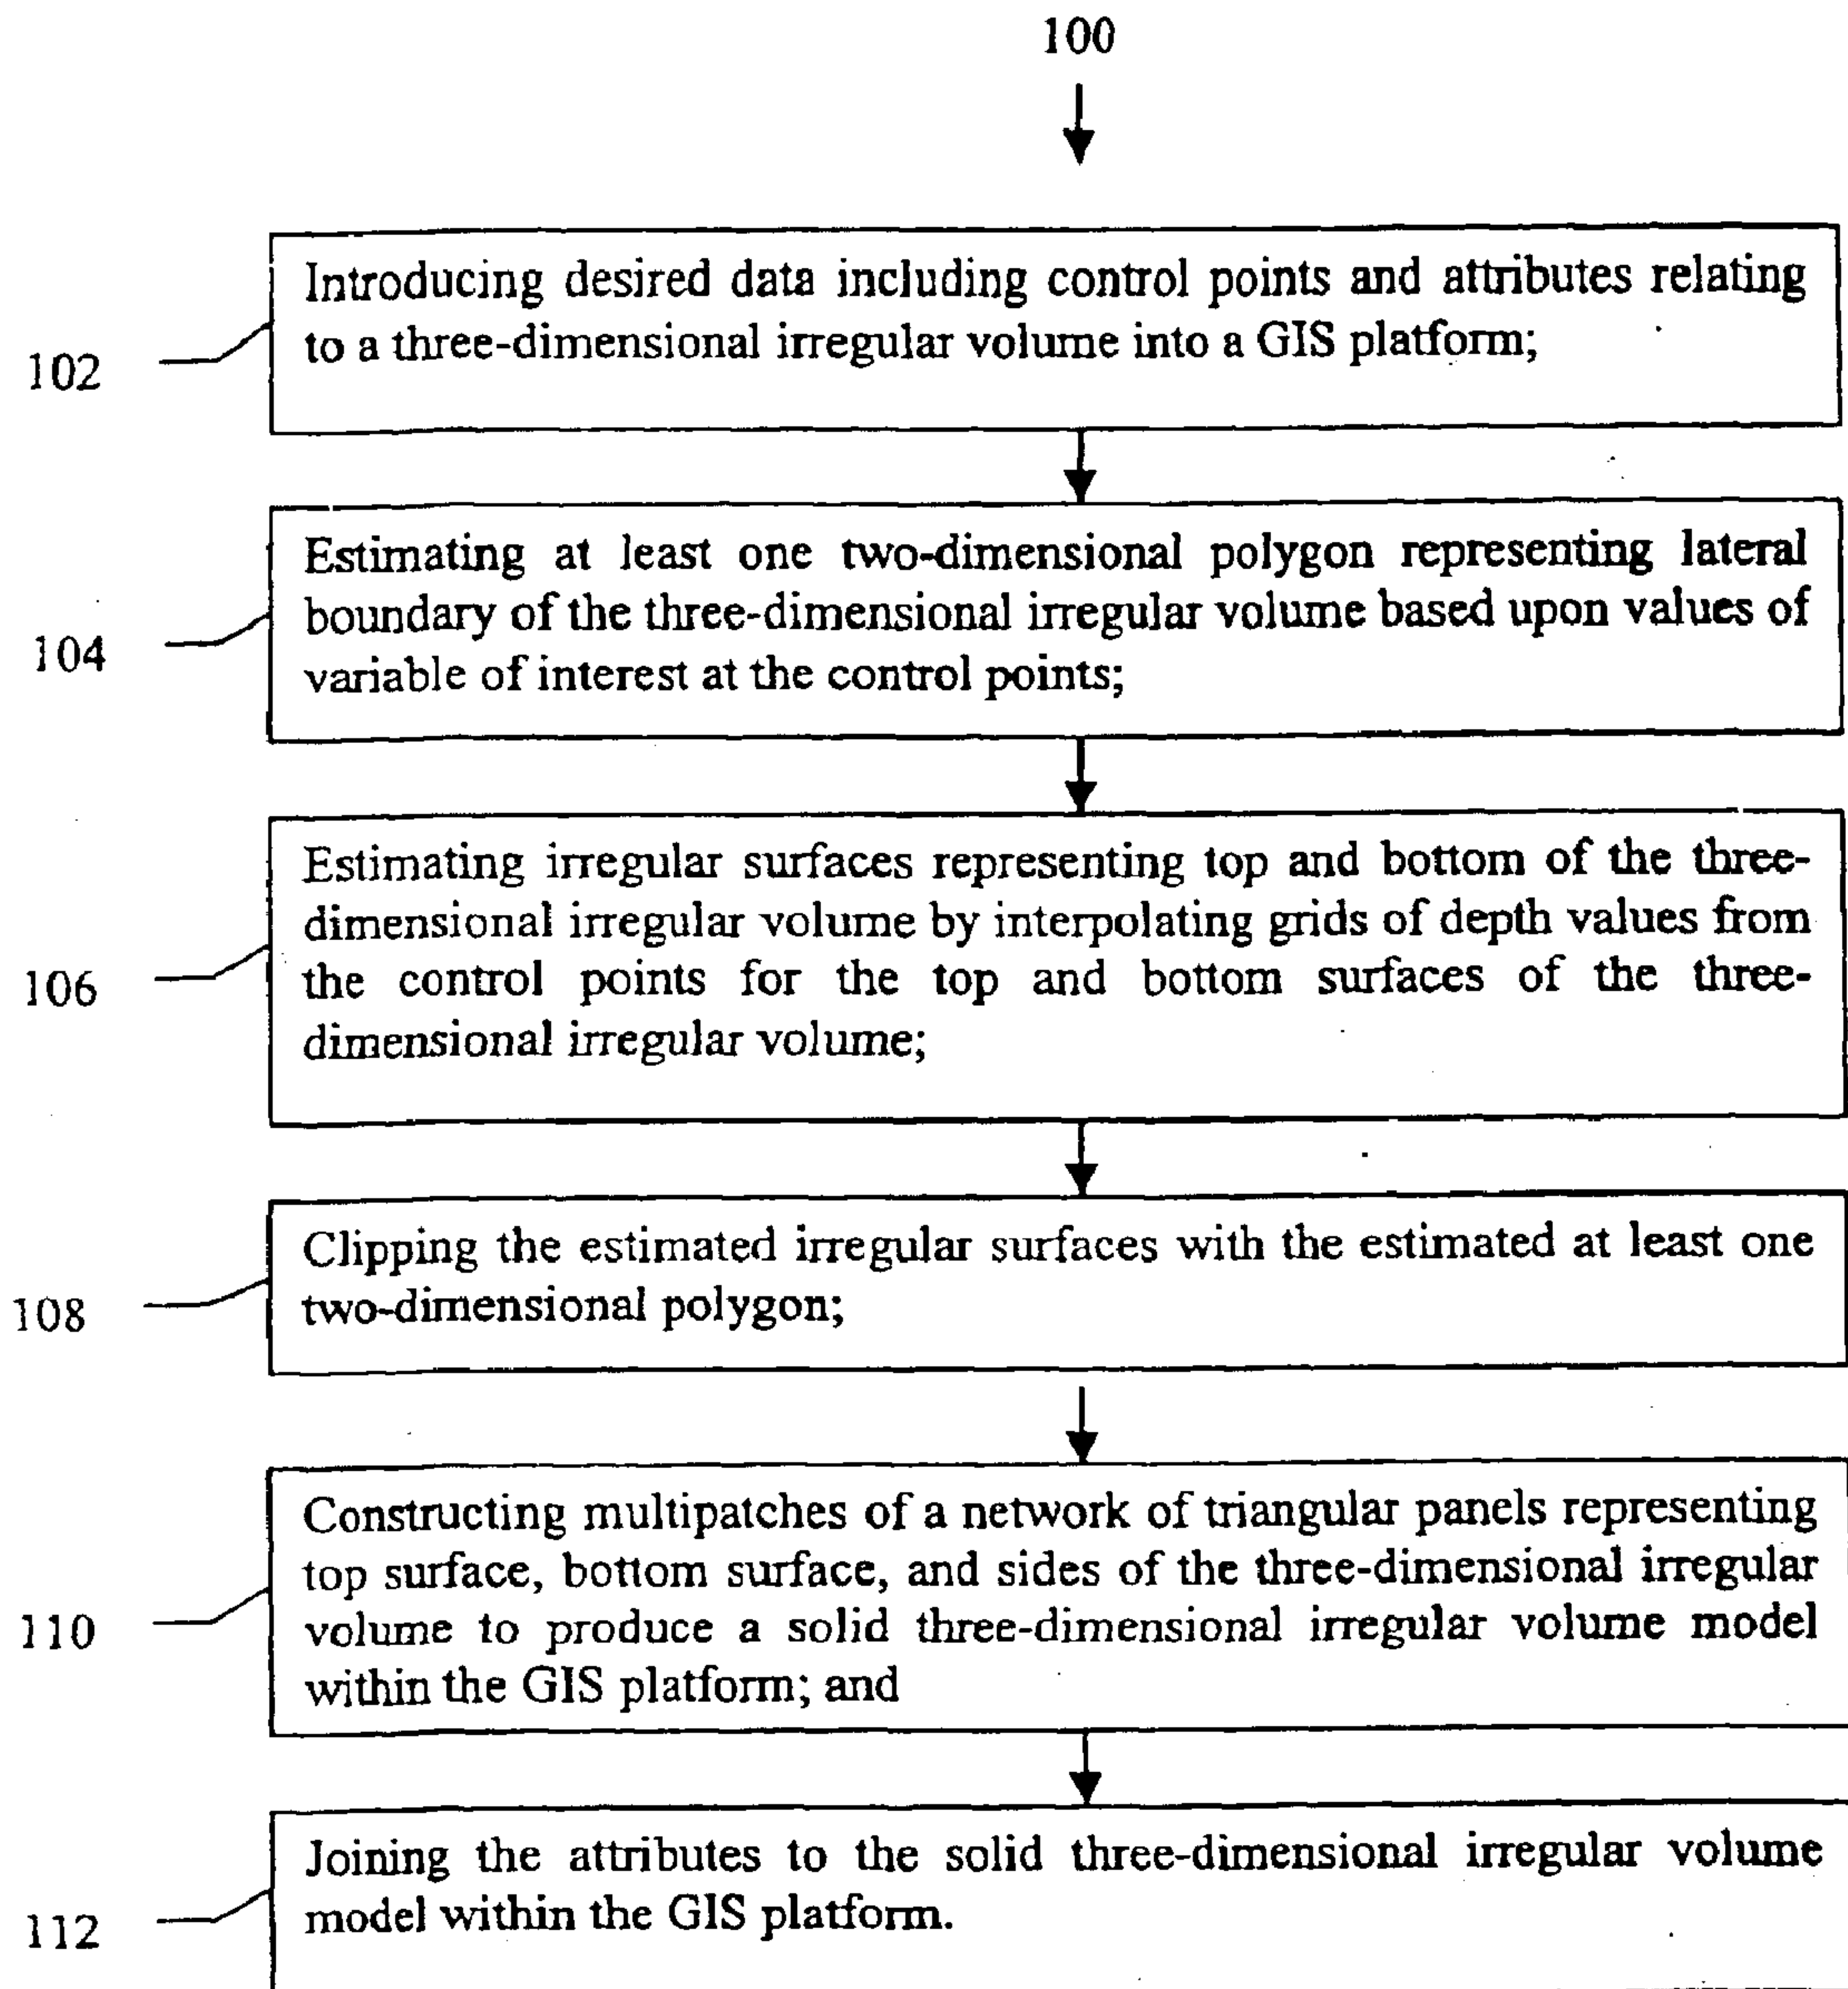 100
102
Introducing desired data including control points and attributes relating
to a three-dimensional irregular volume into a GIS platform;
104
Estimating at least one two-dimensional polygon representing lateral
boundary of the three-dimensional irregular volume based upon values of
variable of interest at the control points;
106
Estimating irregular surfaces representing top and bottom of the three-
dimensional irregular volume by interpolating grids of depth values from
the control points for the top and bottom surfaces of the three-
dimensional irregular volume;
108
Clipping the estimated irregular surfaces with the estimated at least one
two-dimensional polygon;
110
Constructing multipatches of a network of triangular panels representing
top surface, bottom surface, and sides of the three-dimensional irregular
volume to produce a solid three-dimensional irregular volume model
within the GIS platform; and
112
Joining the attributes to the solid three-dimensional irregular volume
model within the GIS platform.